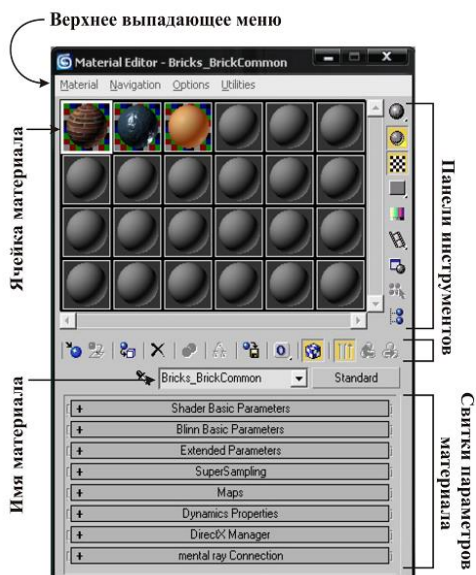 Верхнее выпадающее меню
Material Editor - Bricks_BrickCommon
Material Navigation Options Utilities
Ячейка материала
Панели инструментов
Имя материала
Bricks_BrickCommon
Standard
Свитки параметров
материала
+ Shader Basic Parameters
+ Blinn Basic Parameters
+ Extended Parameters
+ SuperSampling
+ Maps
+ Dynamics Properties
+ DirectX Manager
+ mental ray Connection